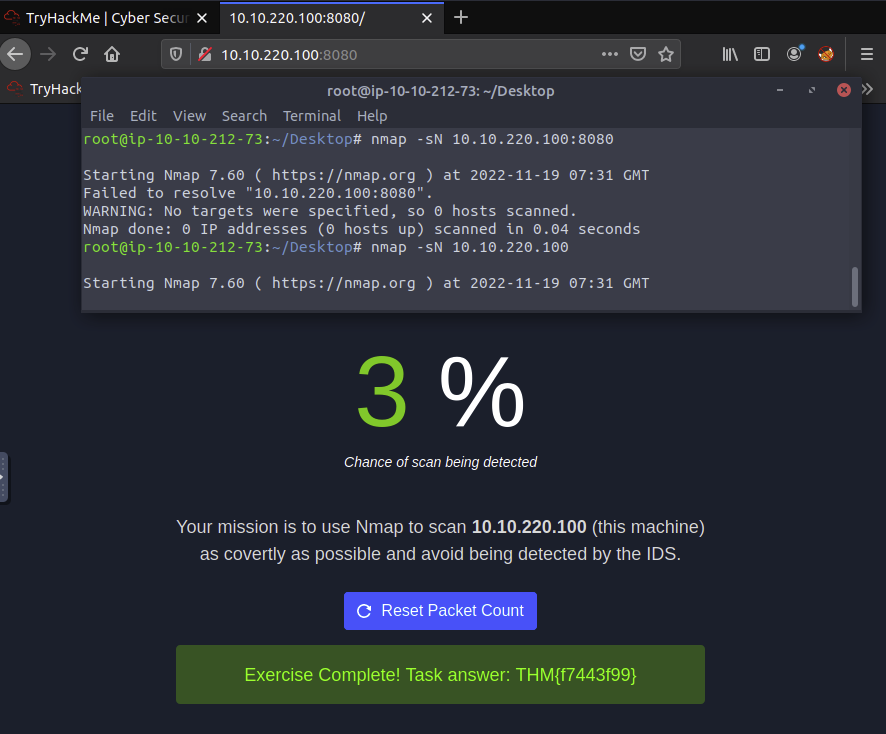 TryHackMe | Cyber Secur
10.10.220.100:8080/
10.10.220.100:8080
TryHack
root@ip-10-10-212-73: ~/Desktop
File Edit View Search Terminal Help
root@ip-10-10-212-73:~/Desktop# nmap -sN 10.10.220.100:8080
Starting Nmap 7.60 ( https://nmap.org ) at 2022-11-19 07:31 GMT
Failed to resolve "10.10.220.100:8080".
WARNING: No targets were specified, so 0 hosts scanned.
Nmap done: 0 IP addresses (0 hosts up) scanned in 0.04 seconds
root@ip-10-10-212-73:~/Desktop# nmap -sN 10.10.220.100
Starting Nmap 7.60 ( https://nmap.org ) at 2022-11-19 07:31 GMT
3 %
Chance of scan being detected
Your mission is to use Nmap to scan 10.10.220.100 (this machine)
as covertly as possible and avoid being detected by the IDS.
Reset Packet Count
Exercise Complete! Task answer: THM{f7443f99}